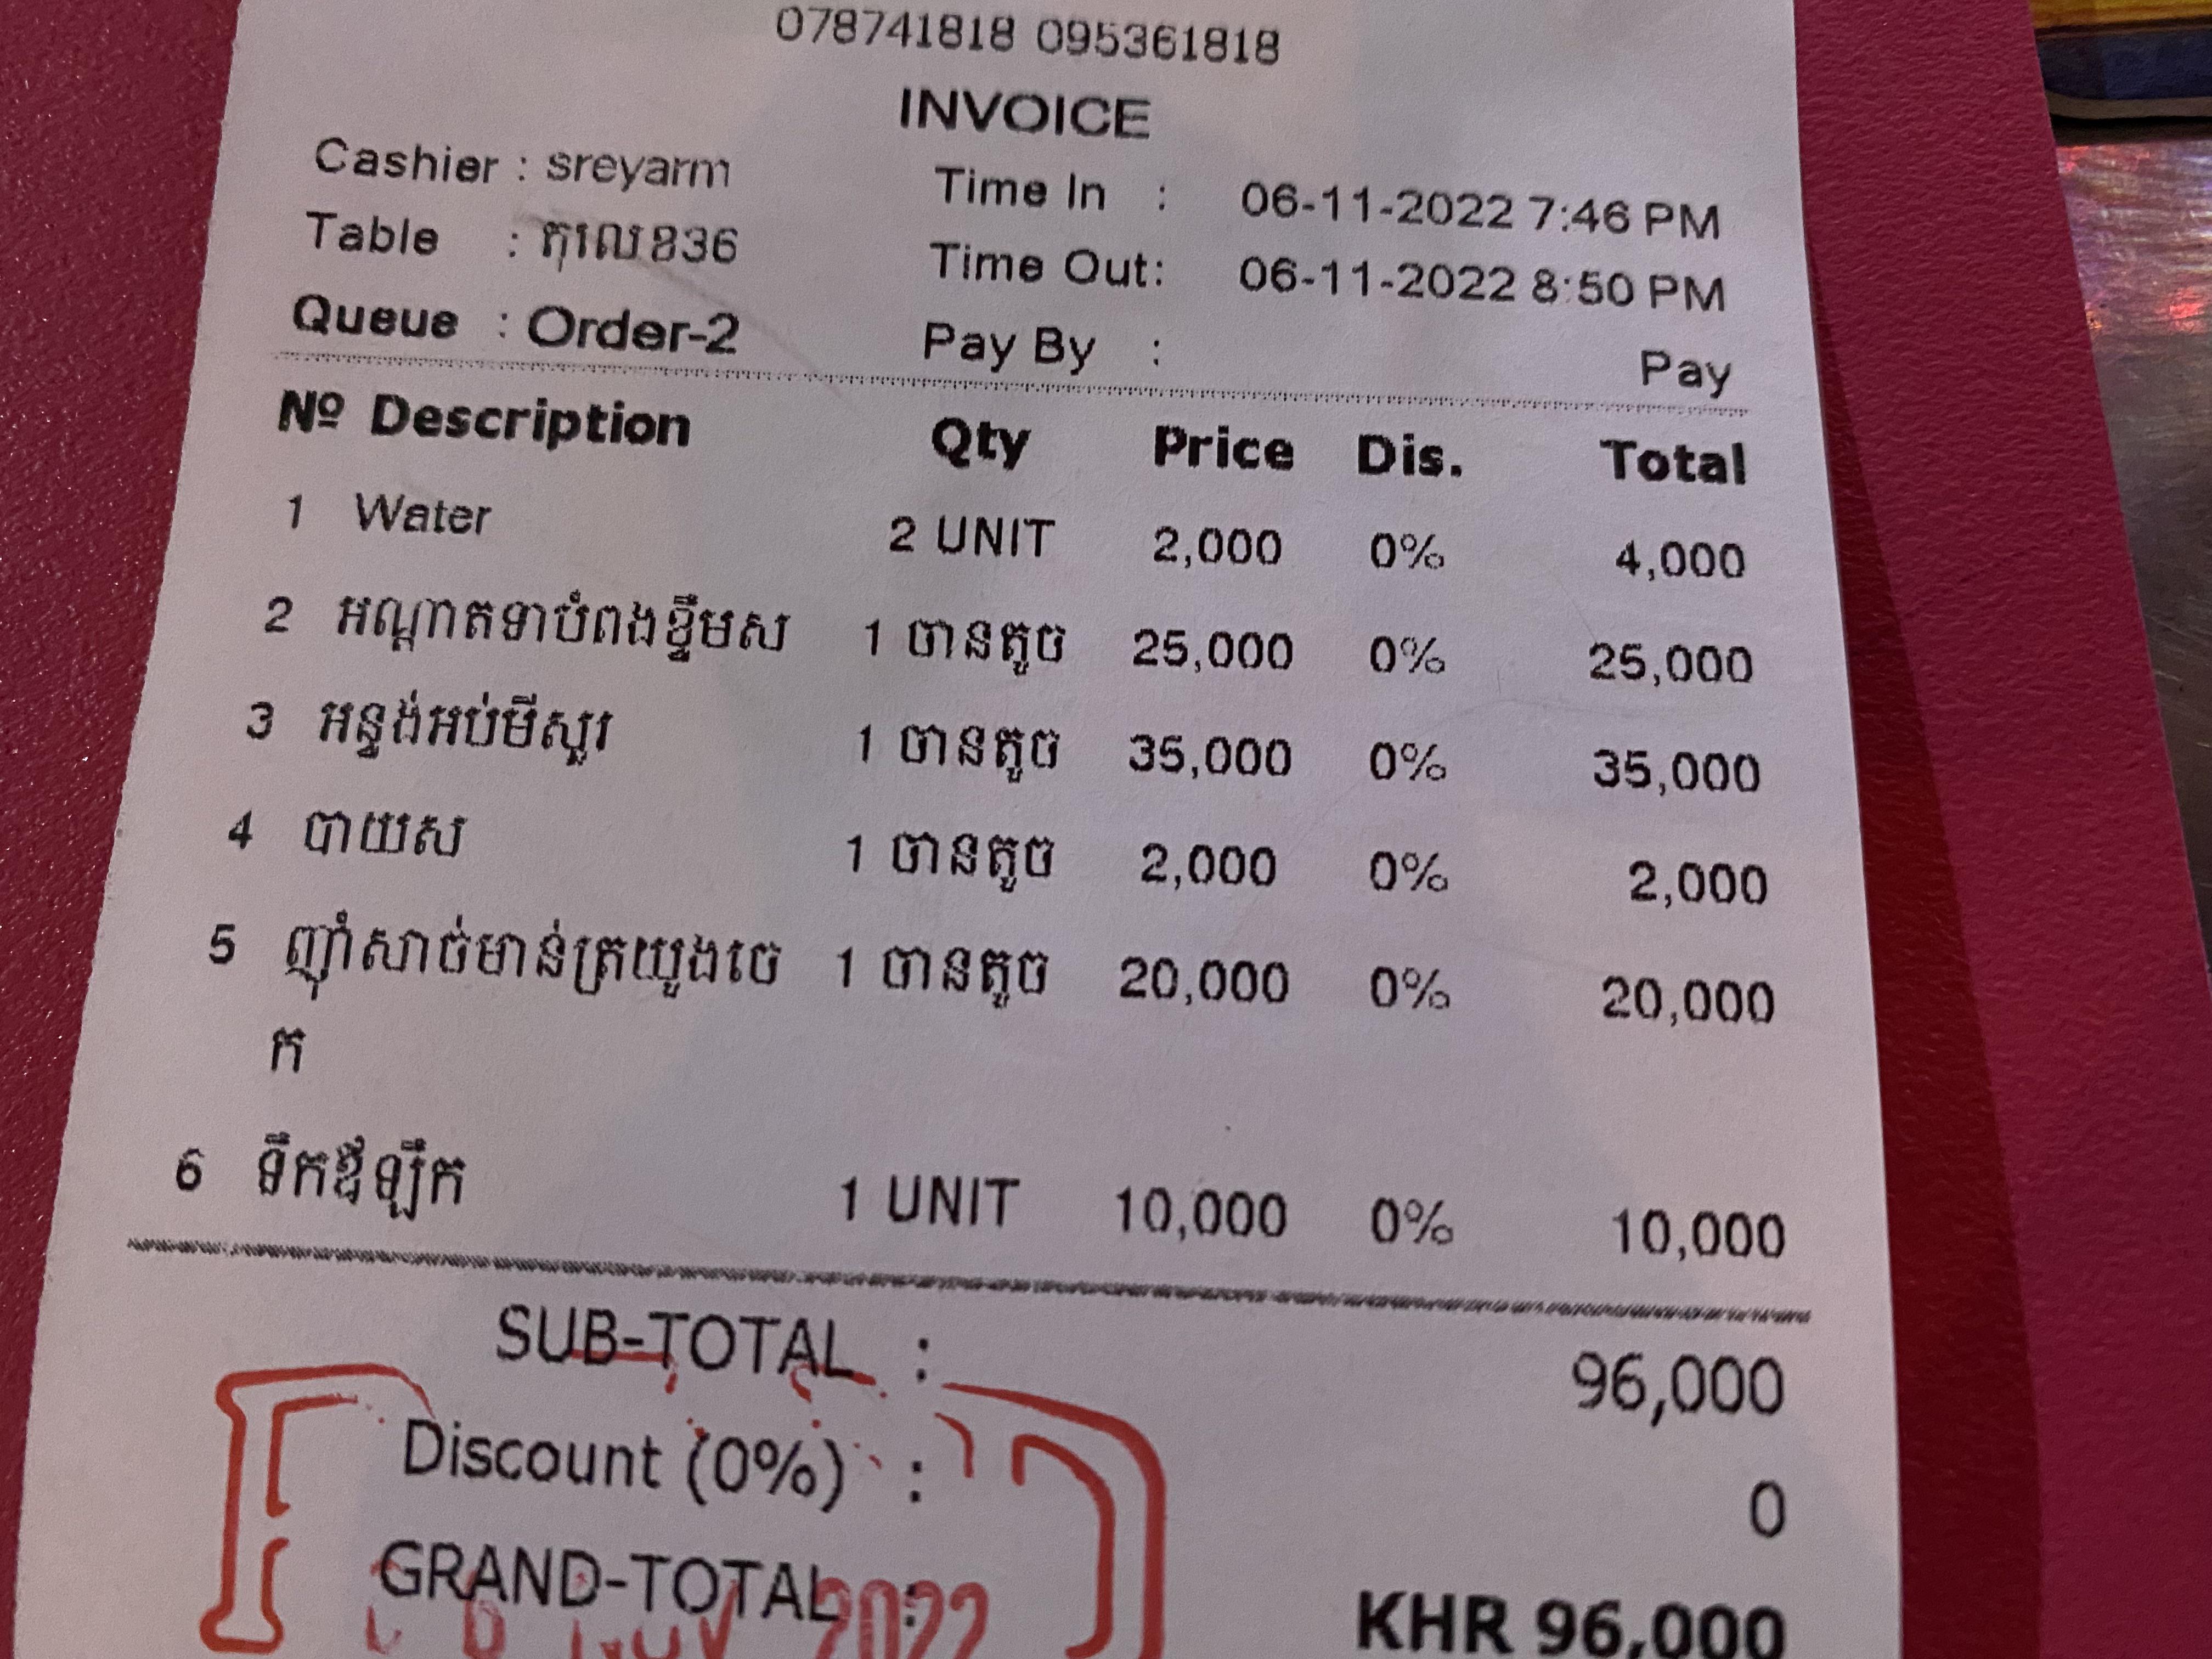 078741818 095361818
INVOICE
Cashier : sreyarm
Time In : 06-11-2022 7:46 PM
Table : តុលេខ36
Time Out: 06-11-2022 8:50 PM
Queue : Order-2
Pay By : Pay
Nº Description Qty Price Dis. Total
1 Water 2 UNIT 2,000 0% 4,000
2 អណ្ដាតទាបំពងខ្ទឹមស 1 ចានតូច 25,000 0% 25,000
3 អន្ទង់អប់មីសួរ 1 ចានតូច 35,000 0% 35,000
4 បាយស 1 ចានតូច 2,000 0% 2,000
5 ញ៉ាំសាច់មាន់ត្រយូងចេ 1 ចានតូច 20,000 0% 20,000
ក
6 ទឹកឪឡឹក 1 UNIT 10,000 0% 10,000
SUB-TOTAL : 96,000
Discount (0%) : 0
GRAND-TOTAL : KHR 96,000
NOV 2022